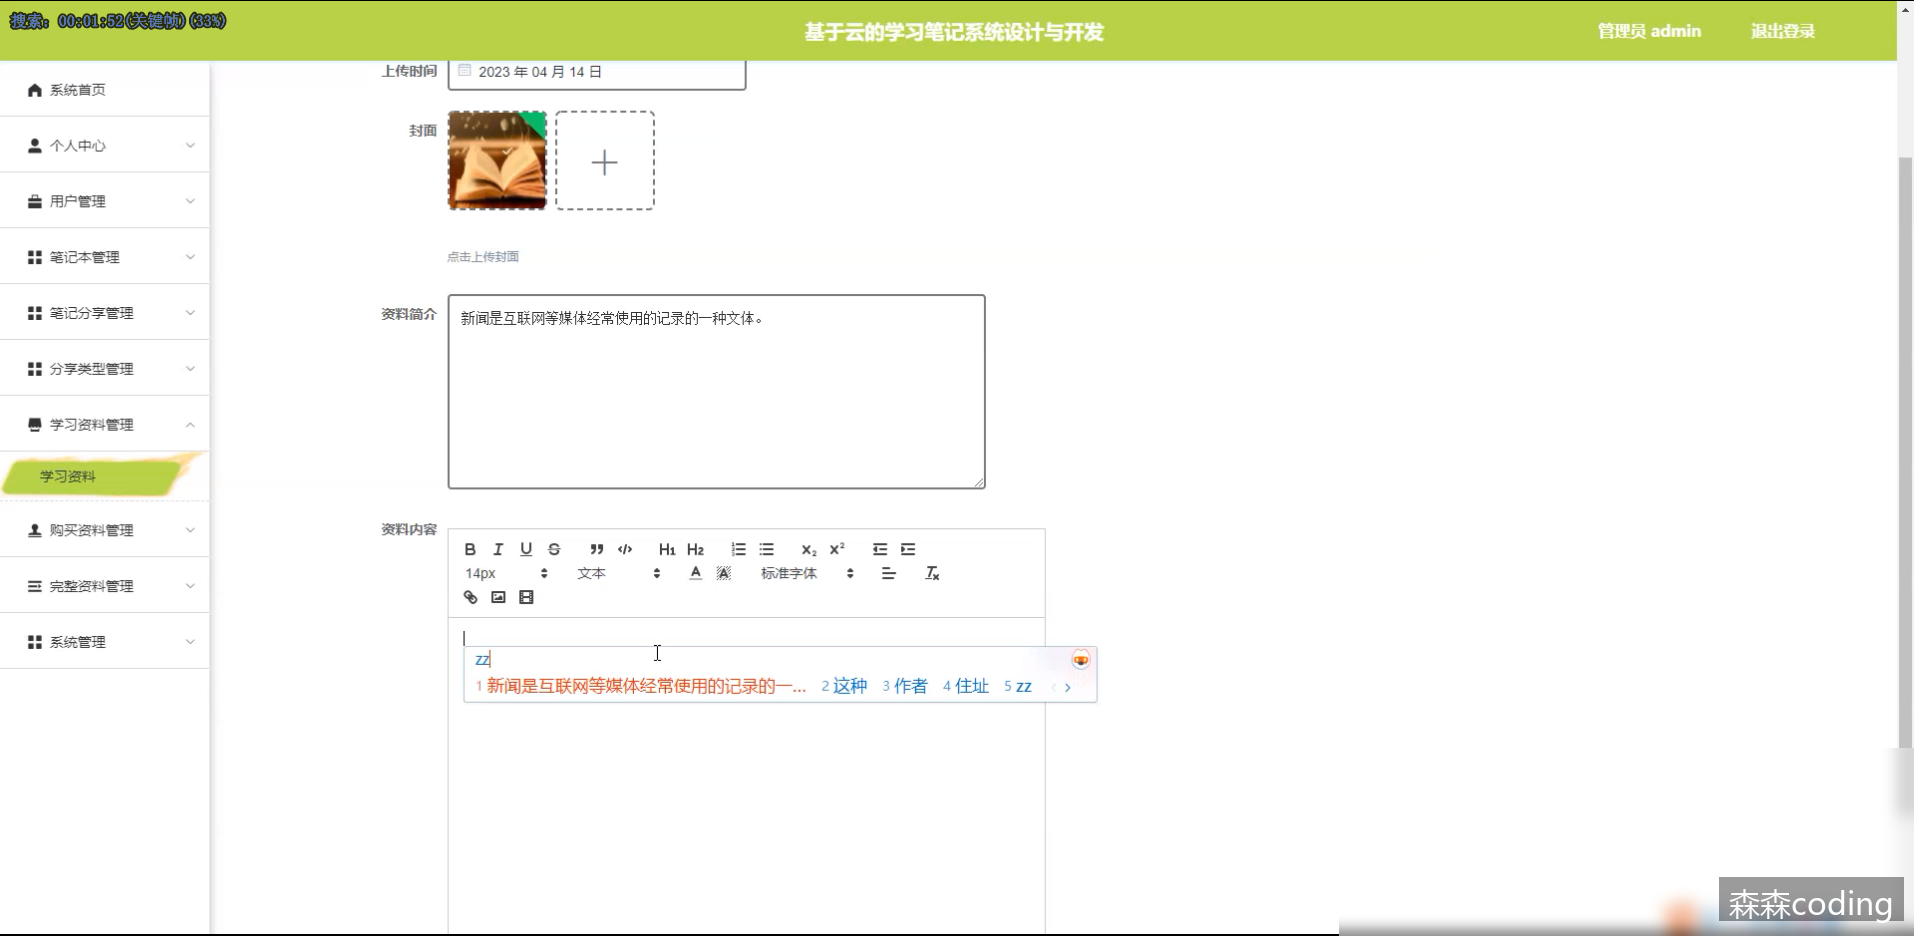 搜索: 00:01:52(关键帧)(33%)
基于云的学习笔记系统设计与开发
管理员 admin
退出登录
系统首页
个人中心
用户管理
笔记本管理
笔记分享管理
分享类型管理
学习资料管理
学习资料
购买资料管理
完整资料管理
系统管理
上传时间
2023 年 04 月 14 日
封面
点击上传封面
资料简介
新闻是互联网等媒体经常使用的记录的一种文体。
资料内容
B I U S ” </> H1 H2 X2 X2
14px 文本 A A 标准字体 Tx
zz
1 新闻是互联网等媒体经常使用的记录的一... 2 这种 3 作者 4 住址 5 zz
森森coding